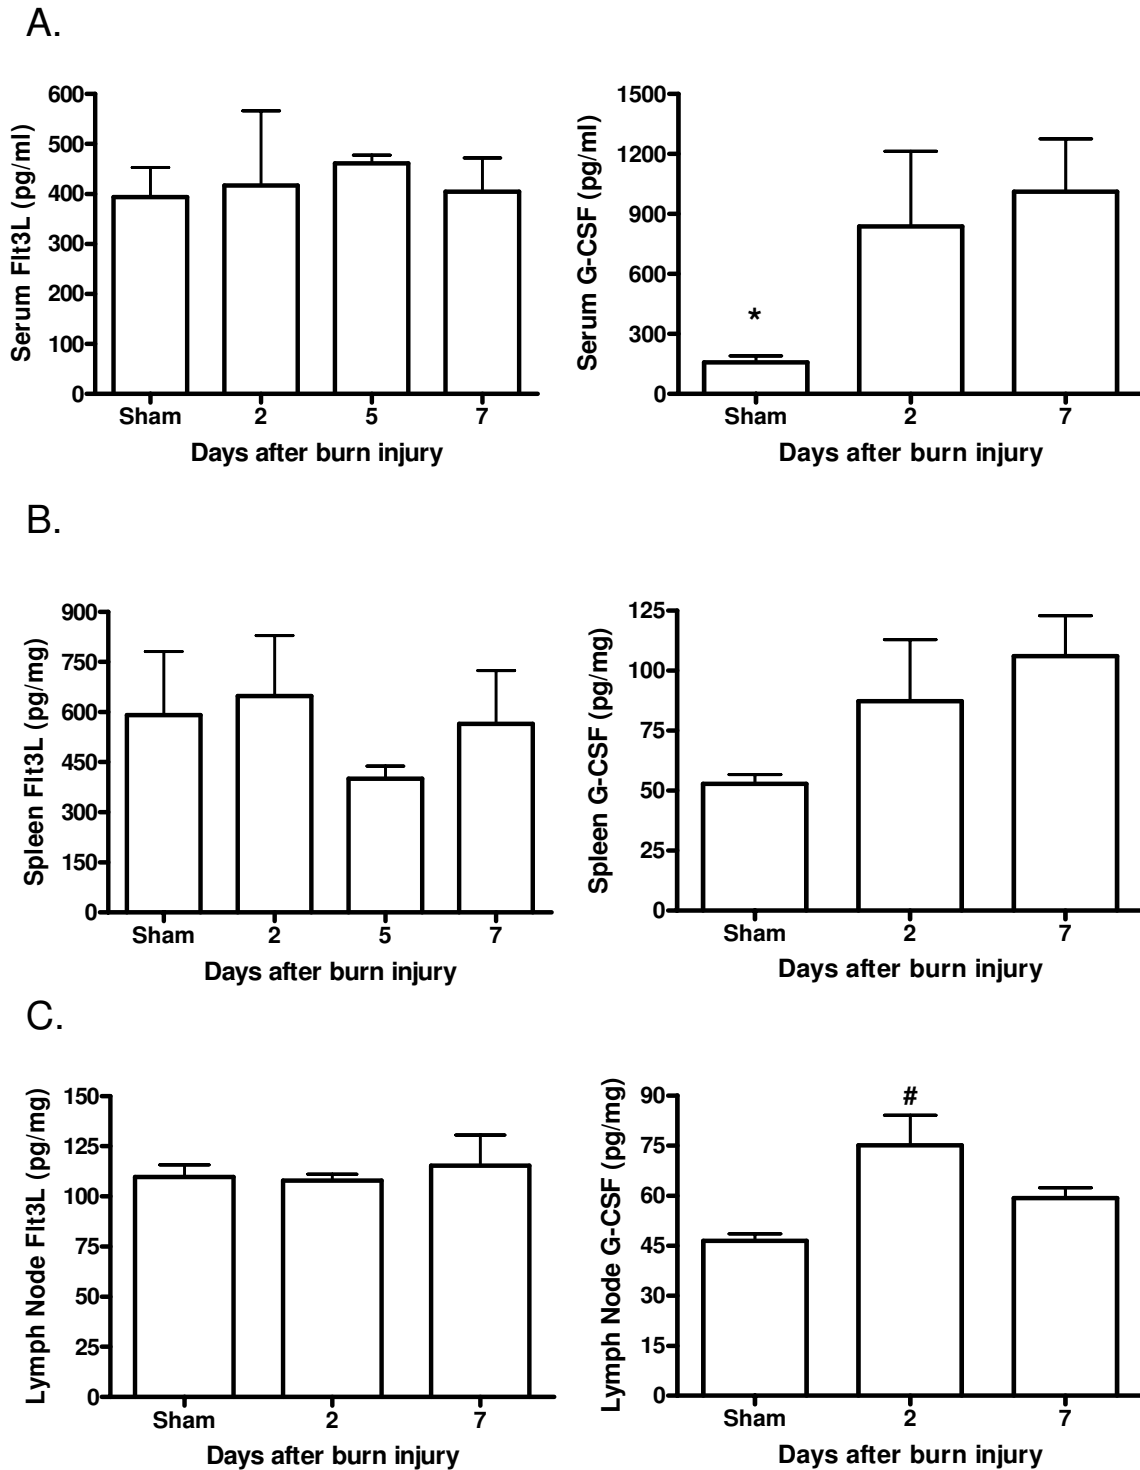 A.
Serum Flt3L (pg/ml)
600
500
400
300
200
100
0
Sham 2 5 7
Days after burn injury
Serum G-CSF (pg/ml)
1500
1200
900
600
300
0
*
Sham 2 7
Days after burn injury
B.
Spleen Flt3L (pg/mg)
900
750
600
450
300
150
0
Sham 2 5 7
Days after burn injury
Spleen G-CSF (pg/mg)
125
100
75
50
25
0
Sham 2 7
Days after burn injury
C.
Lymph Node Flt3L (pg/mg)
150
125
100
75
50
25
0
Sham 2 7
Days after burn injury
Lymph Node G-CSF (pg/mg)
90
75
60
45
30
15
0
#
Sham 2 7
Days after burn injury